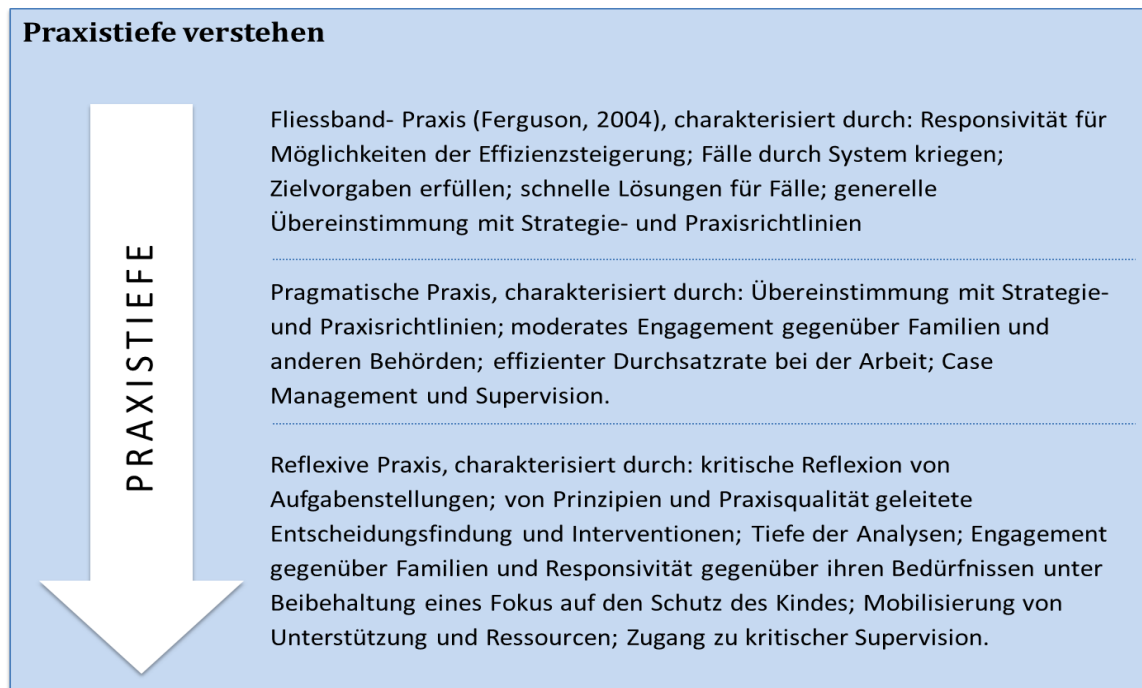 Praxistiefe verstehen
PRAXISTIEFE
Fliessband- Praxis (Ferguson, 2004), charakterisiert durch: Responsivität für
Möglichkeiten der Effizienzsteigerung; Fälle durch System kriegen;
Zielvorgaben erfüllen; schnelle Lösungen für Fälle; generelle
Übereinstimmung mit Strategie- und Praxisrichtlinien
Pragmatische Praxis, charakterisiert durch: Übereinstimmung mit Strategie-
und Praxisrichtlinien; moderates Engagement gegenüber Familien und
anderen Behörden; effizienter Durchsatzrate bei der Arbeit; Case
Management und Supervision.
Reflexive Praxis, charakterisiert durch: kritische Reflexion von
Aufgabenstellungen; von Prinzipien und Praxisqualität geleitete
Entscheidungsfindung und Interventionen; Tiefe der Analysen; Engagement
gegenüber Familien und Responsivität gegenüber ihren Bedürfnissen unter
Beibehaltung eines Fokus auf den Schutz des Kindes; Mobilisierung von
Unterstützung und Ressourcen; Zugang zu kritischer Supervision.